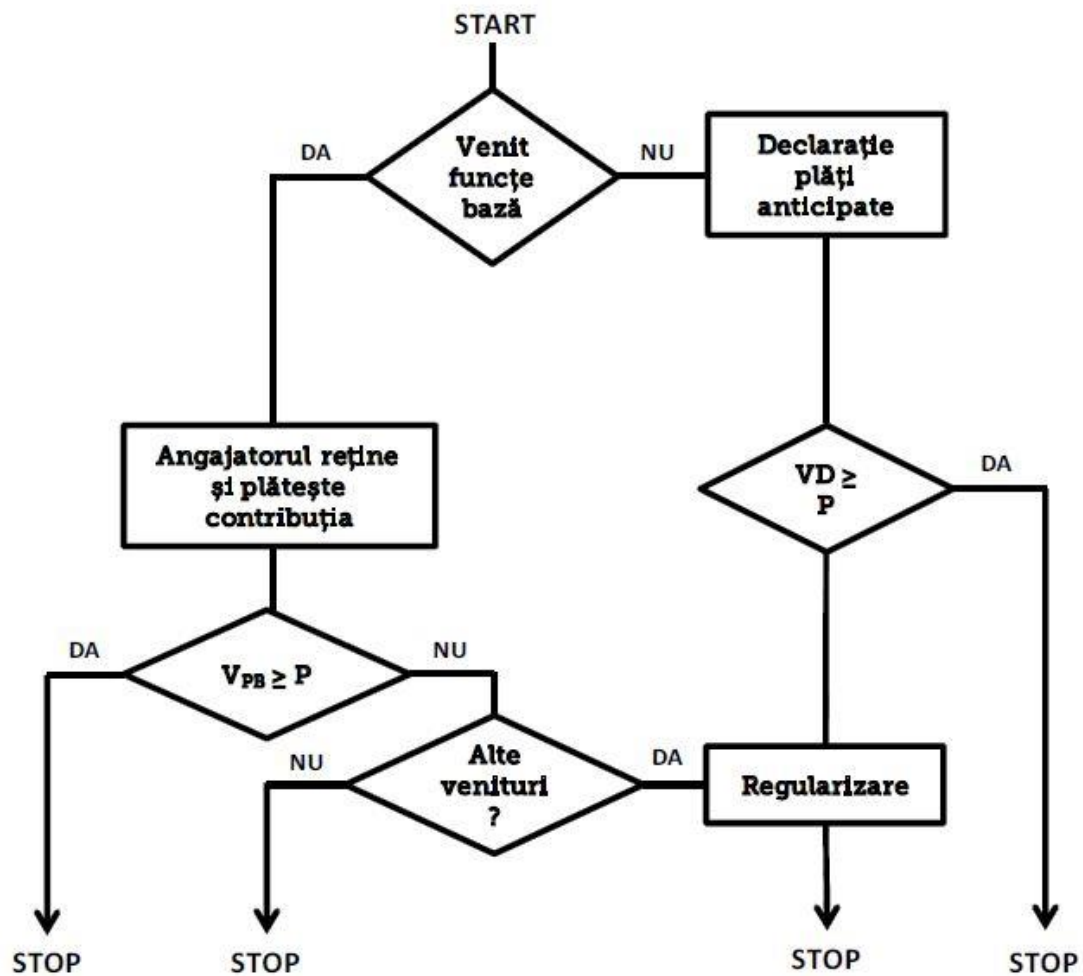 START
DA
Venit
funcțe
bază
NU
Declarație
plăți
anticipate
Angajatorul reține
și plătește
contribuția
VD ≥
P
DA
DA
V_PB ≥ P
NU
NU
Alte
venituri
?
DA
Regularizare
STOP
STOP
STOP
STOP